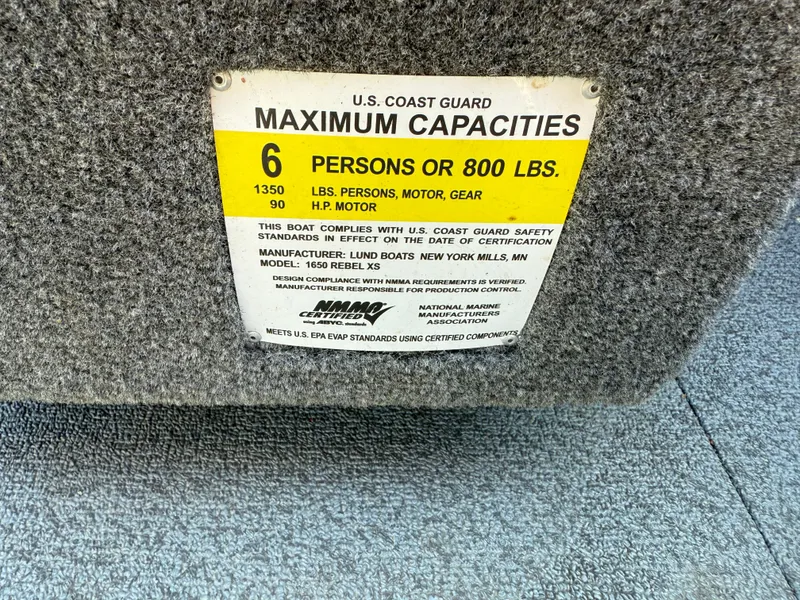 U.S. COAST GUARD
MAXIMUM CAPACITIES
6 PERSONS OR 800 LBS.
1350 LBS. PERSONS, MOTOR, GEAR
90 H.P. MOTOR
THIS BOAT COMPLIES WITH U.S. COAST GUARD SAFETY
STANDARDS IN EFFECT ON THE DATE OF CERTIFICATION
MANUFACTURER: LUND BOATS NEW YORK MILLS, MN
MODEL: 1650 REBEL XS
DESIGN COMPLIANCE WITH NMMA REQUIREMENTS IS VERIFIED.
MANUFACTURER RESPONSIBLE FOR PRODUCTION CONTROL.
NMMA
CERTIFIED
using ABYC. standards
NATIONAL MARINE
MANUFACTURERS
ASSOCIATION
MEETS U.S. EPA EVAP STANDARDS USING CERTIFIED COMPONENTS